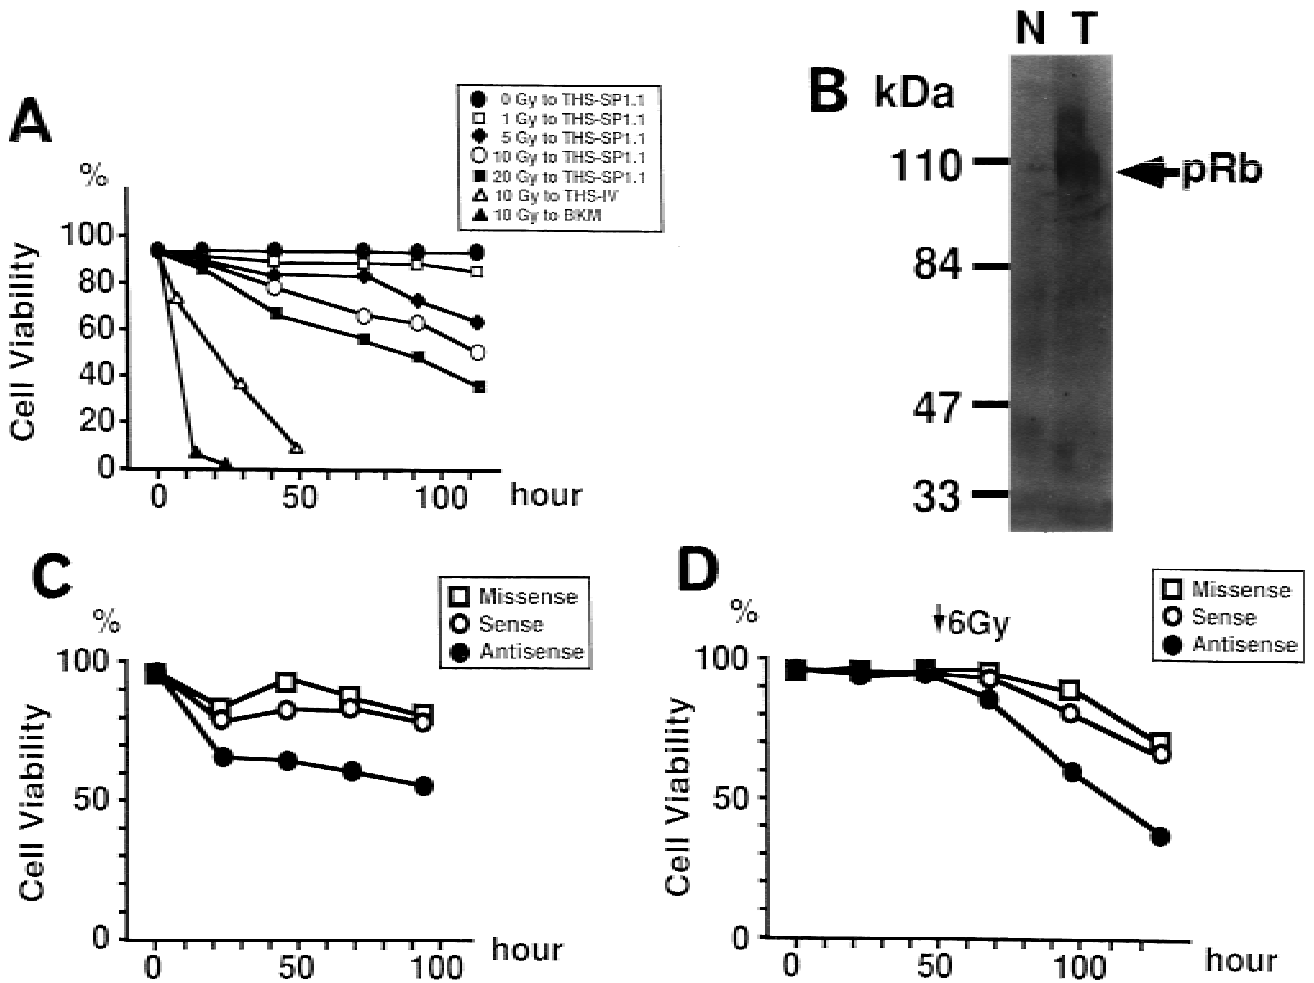 A
%
Cell Viability
100
80
60
40
20
0
0 50 100 hour
0 Gy to THS-SP1.1
1 Gy to THS-SP1.1
5 Gy to THS-SP1.1
10 Gy to THS-SP1.1
20 Gy to THS-SP1.1
10 Gy to THS-IV
10 Gy to BKM
B kDa
N T
110
84
47
33
pRb
C
%
Cell Viability
100
50
0
0 50 100 hour
Missense
Sense
Antisense
D
%
Cell Viability
100
50
0
0 50 100 hour
↓6Gy
Missense
Sense
Antisense